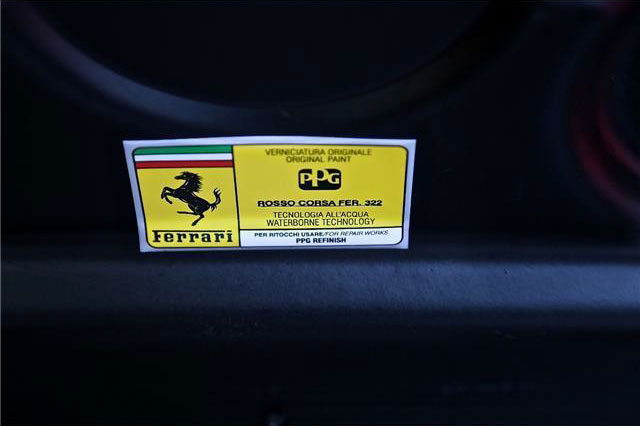 VERNICIATURA ORIGINALE
ORIGINAL PAINT
PPG
ROSSO CORSA FER. 322
TECNOLOGIA ALL'ACQUA
WATERBORNE TECHNOLOGY
PER RITOCCHI USARE/FOR REPAIR WORKS
PPG REFINISH
Ferrari